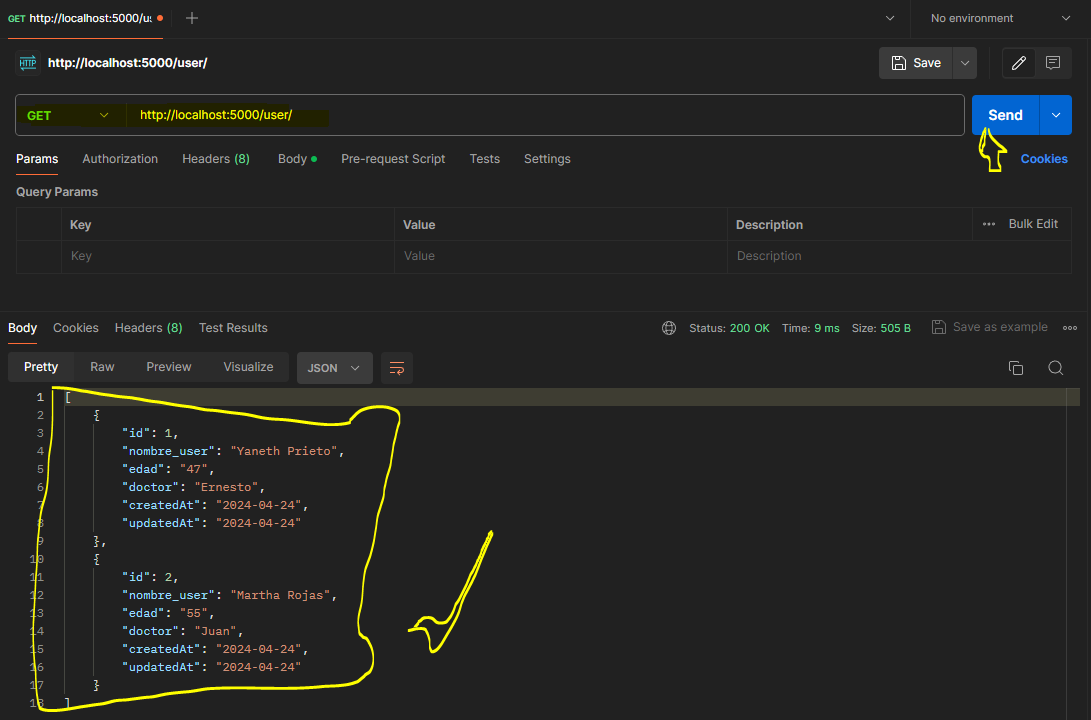 GET http://localhost:5000/us
No environment
HTTP http://localhost:5000/user/
Save
GET http://localhost:5000/user/
Send
Params Authorization Headers (8) Body Pre-request Script Tests Settings Cookies
Query Params
Key Value Description ... Bulk Edit
Key Value Description
Body Cookies Headers (8) Test Results Status: 200 OK Time: 9 ms Size: 505 B Save as example
Pretty Raw Preview Visualize JSON
1 [
2 {
3 "id": 1,
4 "nombre_user": "Yaneth Prieto",
5 "edad": "47",
6 "doctor": "Ernesto",
7 "createdAt": "2024-04-24",
8 "updatedAt": "2024-04-24"
9 },
10 {
11 "id": 2,
12 "nombre_user": "Martha Rojas",
13 "edad": "55",
14 "doctor": "Juan",
15 "createdAt": "2024-04-24",
16 "updatedAt": "2024-04-24"
17 }
18 ]